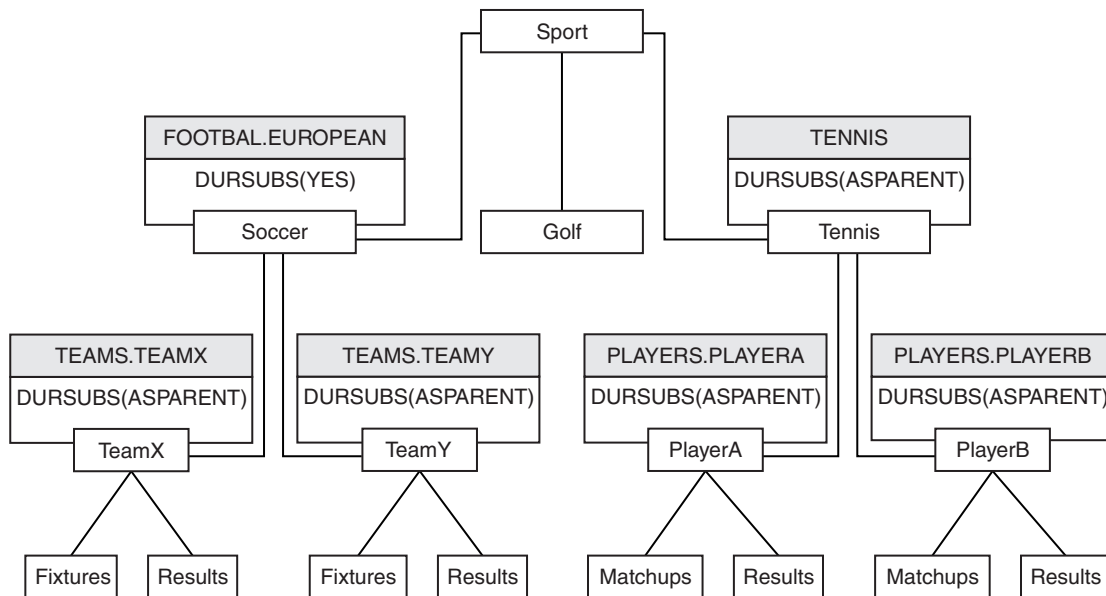 Sport
FOOTBAL.EUROPEAN
DURSUBS(YES)
Soccer
Golf
TENNIS
DURSUBS(ASPARENT)
Tennis
TEAMS.TEAMX
DURSUBS(ASPARENT)
TeamX
TEAMS.TEAMY
DURSUBS(ASPARENT)
TeamY
PLAYERS.PLAYERA
DURSUBS(ASPARENT)
PlayerA
PLAYERS.PLAYERB
DURSUBS(ASPARENT)
PlayerB
Fixtures
Results
Fixtures
Results
Matchups
Results
Matchups
Results